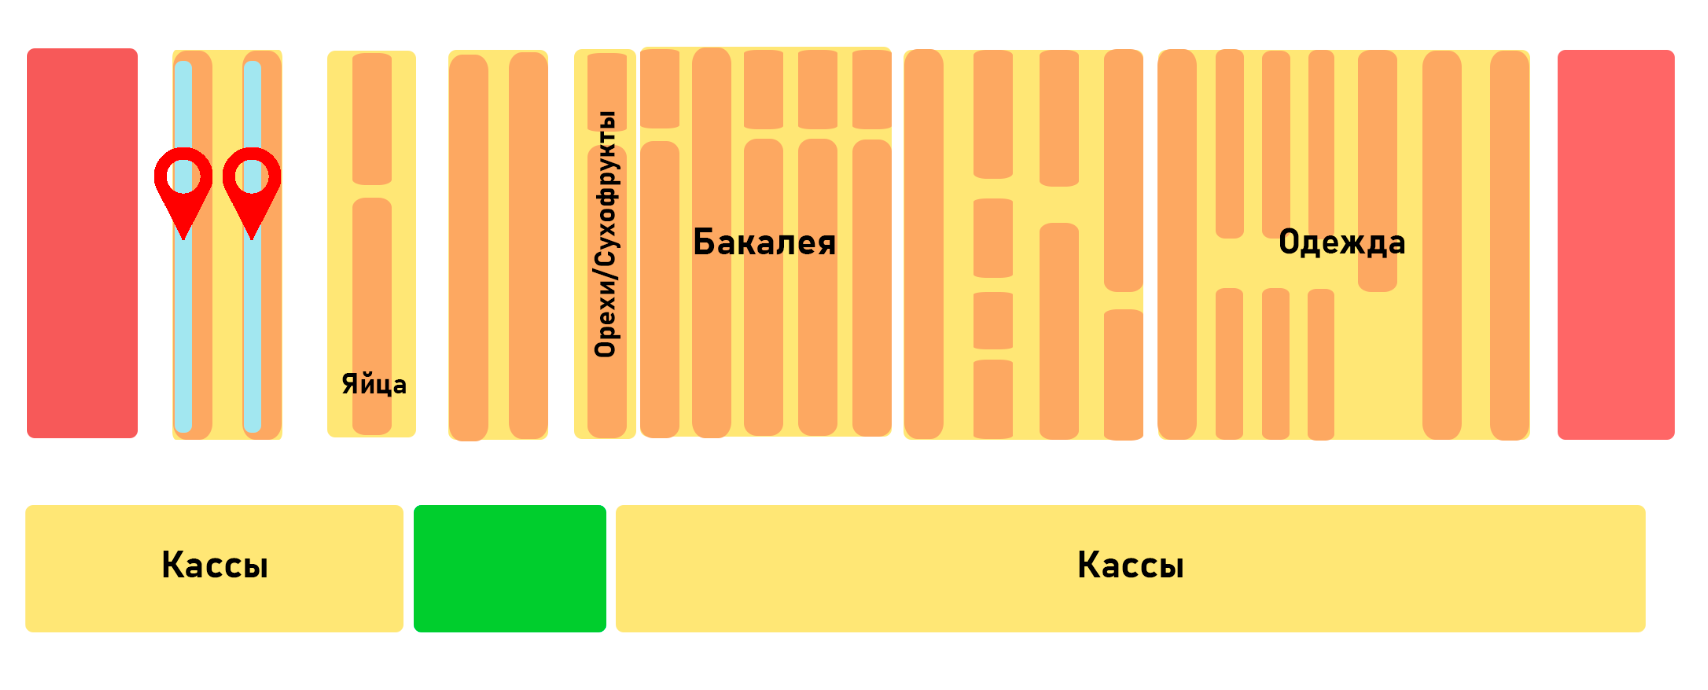 Орехи/Сухофрукты
Бакалея
Одежда
Яйца
Кассы
Кассы